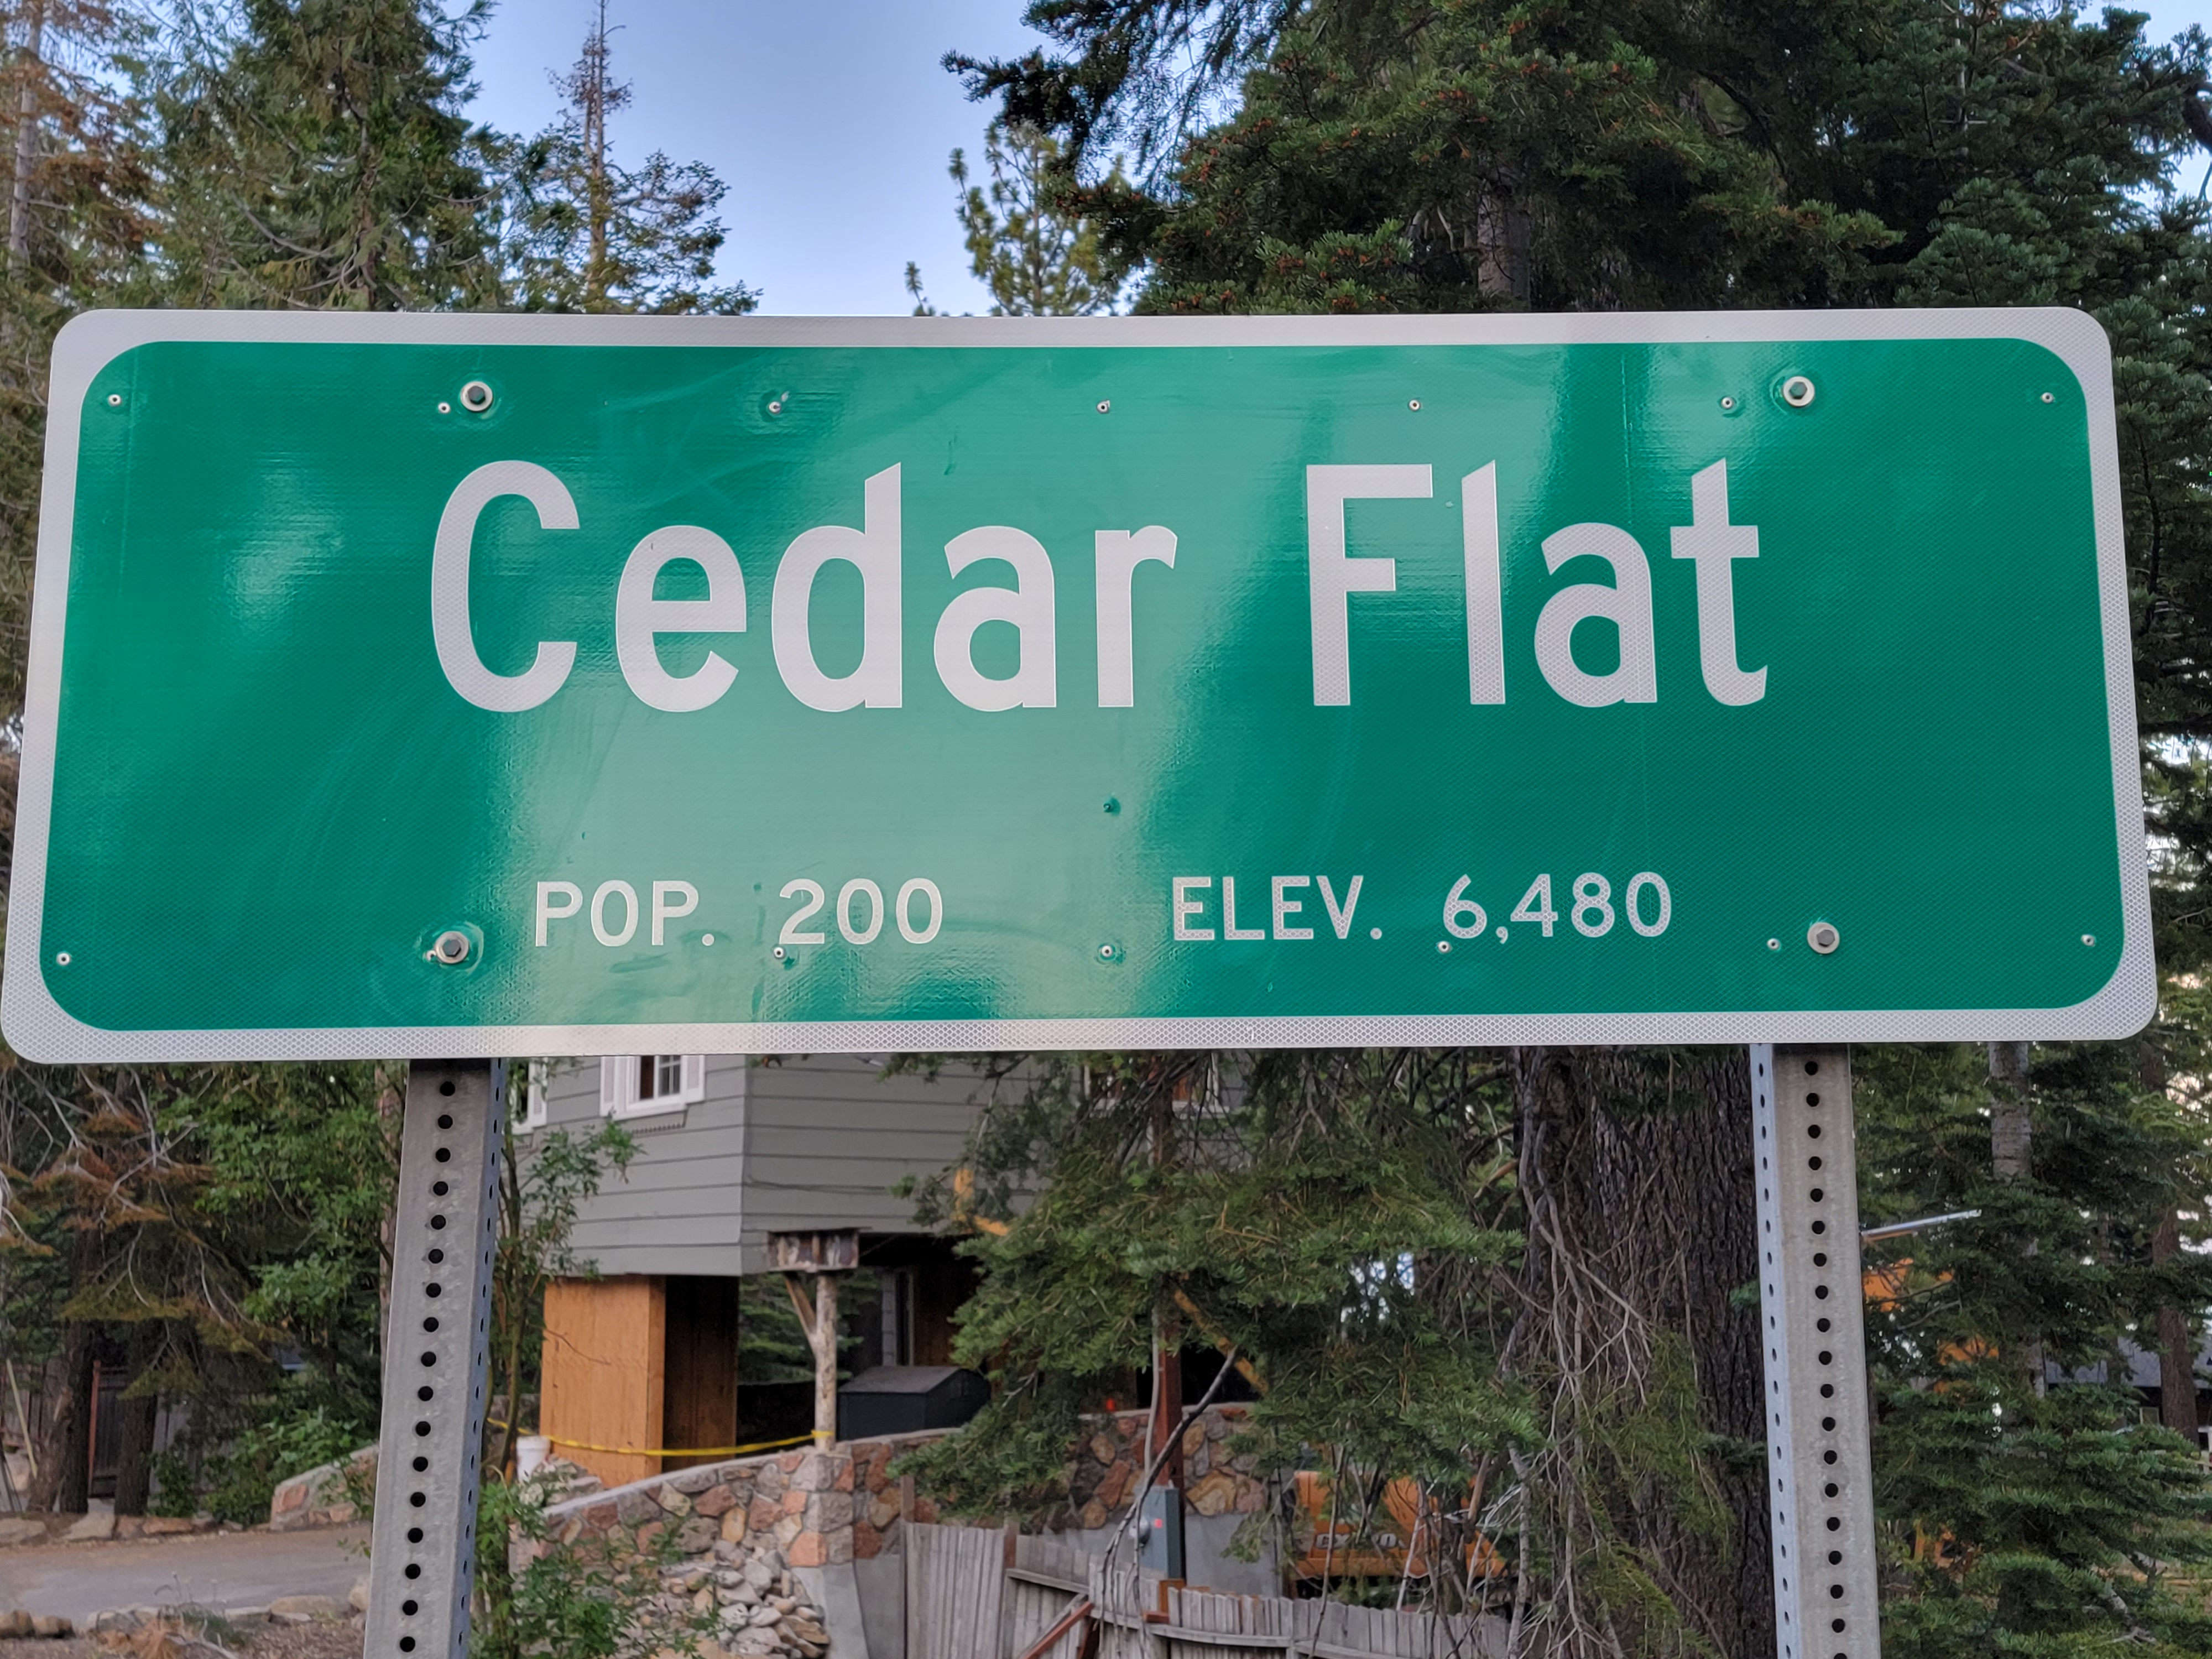 Cedar Flat
POP. 200 ELEV. 6,480